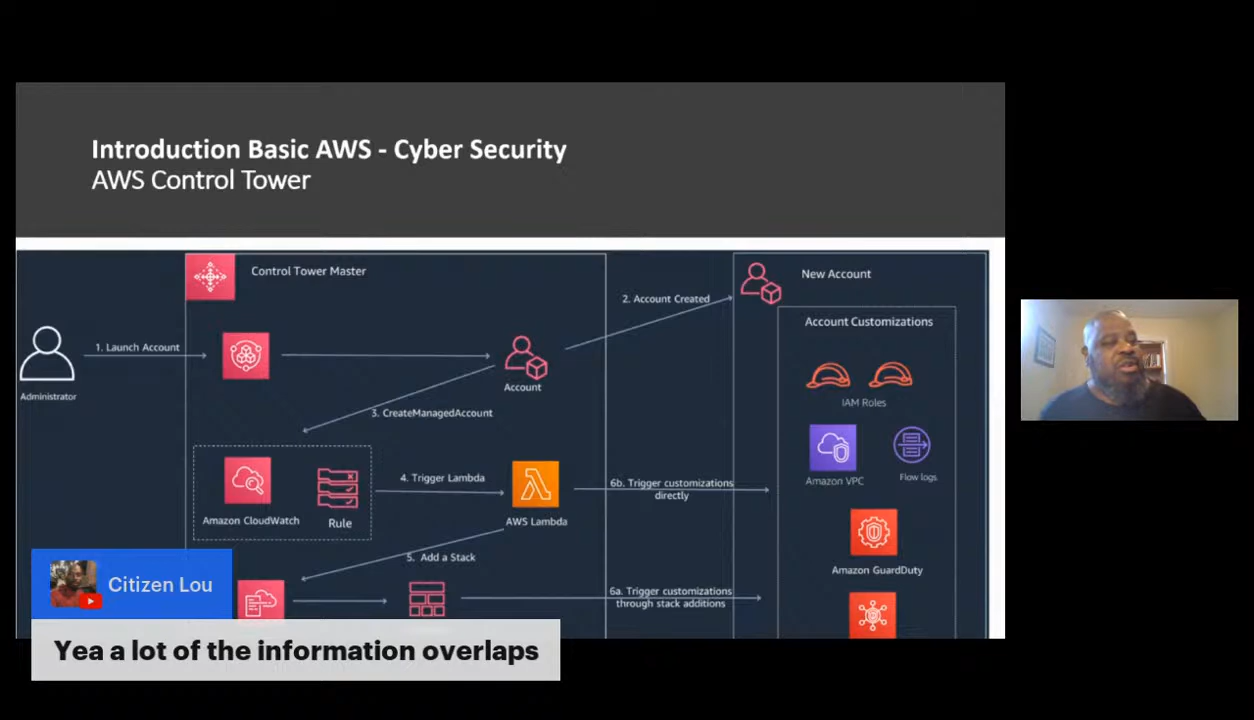 Introduction Basic AWS - Cyber Security
AWS Control Tower
Control Tower Master
New Account
2. Account Created
Account Customizations
1. Launch Account
Administrator
Account
3. CreateManagedAccount
IAM Roles
4. Trigger Lambda
6b. Trigger customizations
directly
Amazon VPC
Flow logs
Amazon CloudWatch
Rule
AWS Lambda
5. Add a Stack
Amazon GuardDuty
6a. Trigger customizations
through stack additions
Citizen Lou
Yea a lot of the information overlaps